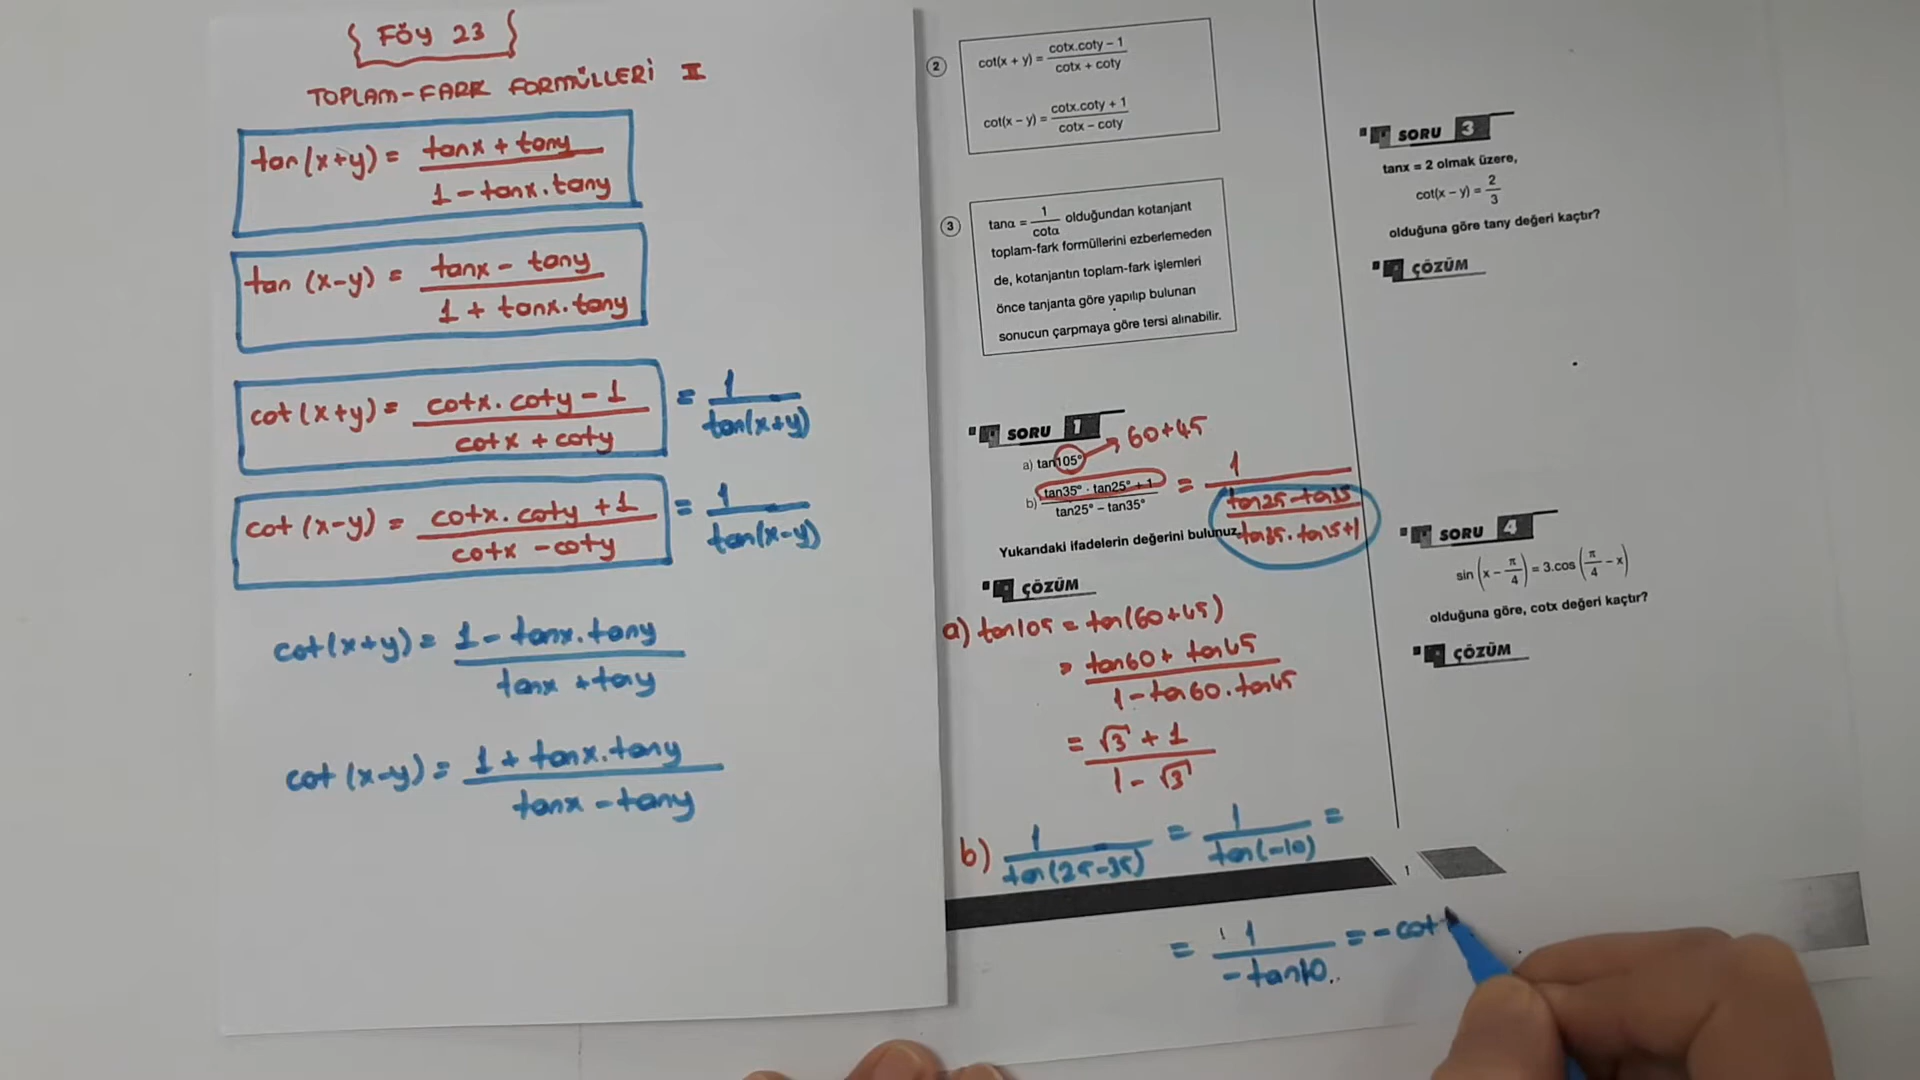 Föy 23
TOPLAM-FARK FORMÜLLERİ II
tan(x+y) = (tanx + tany) / (1 - tanx.tany)
tan (x-y) = (tanx - tany) / (1 + tanx.tany)
cot (x+y) = (cotx. coty - 1) / (cotx + coty) = 1 / tan(x+y)
cot (x-y) = (cotx. coty + 1) / (cotx - coty) = 1 / tan(x-y)
cot(x+y) = (1 - tanx.tany) / (tanx + tany)
cot (x-y) = (1 + tanx.tany) / (tanx - tany)
2
cot(x + y) = (cotx.coty – 1) / (cotx + coty)
cot(x – y) = (cotx.coty + 1) / (cotx – coty)
3
tanα = 1 / cotα olduğundan kotanjant
toplam-fark formüllerini ezberlemeden
de, kotanjantın toplam-fark işlemleri
önce tanjanta göre yapılıp bulunan
sonucun çarpmaya göre tersi alınabilir.
SORU 1
a) tan105° → 60+45
b) (tan35° · tan25° + 1) / (tan25° – tan35°) = 1 / ((tan25 - tan35) / (tan35. tan25+1))
Yukarıdaki ifadelerin değerini bulunuz.
ÇÖZÜM
a) tan105 = tan(60+45)
= (tan60 + tan45) / (1 - tan60.tan45)
= (√3 + 1) / (1 - √3)
b) 1 / tan(25-35) = 1 / tan(-10) =
= 1 / -tan10 = -cot
SORU 3
tanx = 2 olmak üzere,
cot(x – y) = 2/3
olduğuna göre tany değeri kaçtır?
ÇÖZÜM
SORU 4
sin (x – π/4) = 3.cos (π/4 – x)
olduğuna göre, cotx değeri kaçtır?
ÇÖZÜM
1